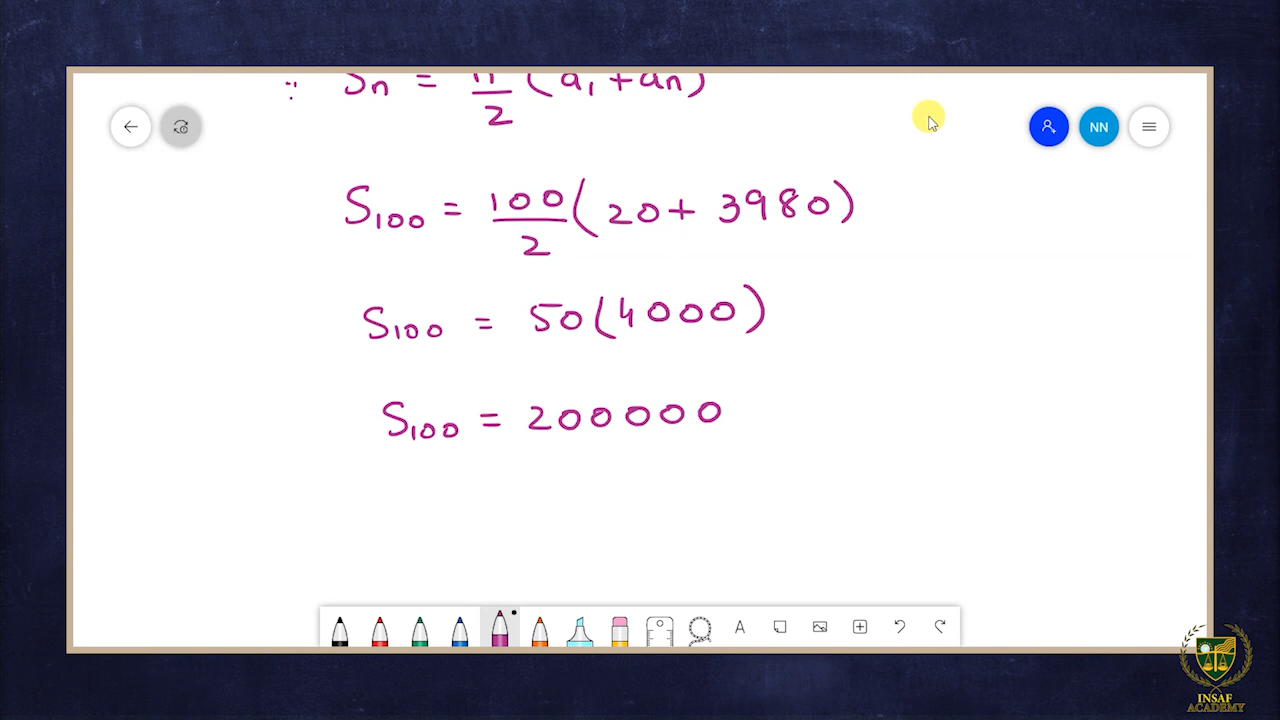 ∵ Sn = n/2 (a₁ + an)
NN
S₁₀₀ = 100/2 (20 + 3980)
S₁₀₀ = 50(4000)
S₁₀₀ = 200000
A
INSAF
ACADEMY